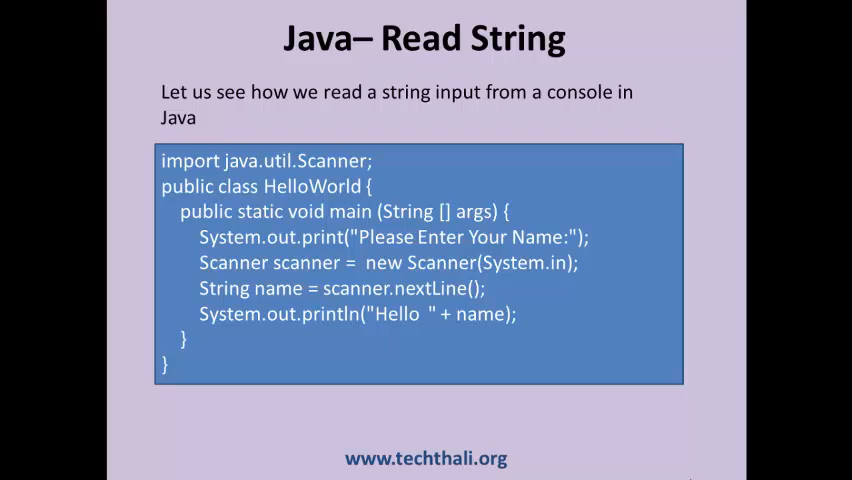 Java– Read String
Let us see how we read a string input from a console in
Java
import java.util.Scanner;
public class HelloWorld {
public static void main (String [] args) {
System.out.print("Please Enter Your Name:");
Scanner scanner =  new Scanner(System.in);
String name = scanner.nextLine();
System.out.println("Hello  " + name);
}
}
www.techthali.org